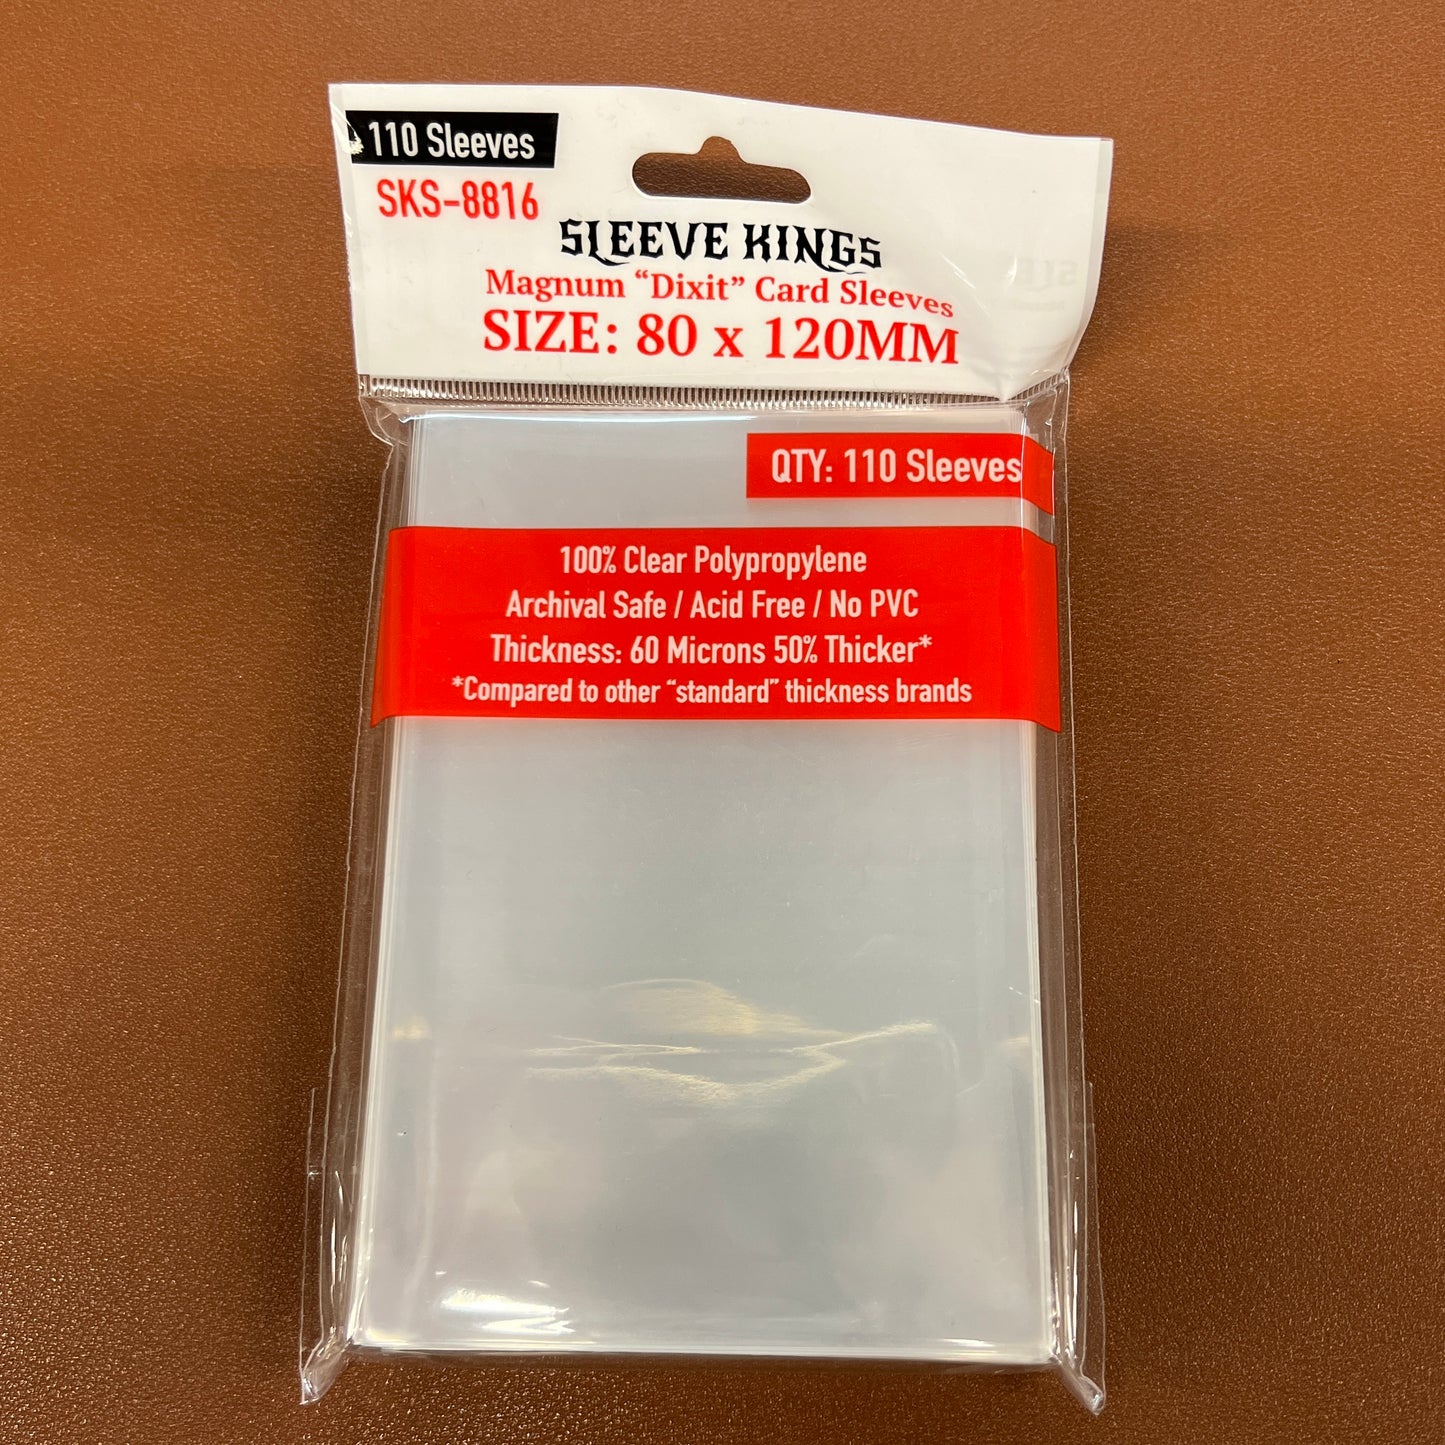 110 Sleeves
SKS-8816
SLEEVE KINGS
Magnum “Dixit” Card Sleeves
SIZE: 80 x 120MM
QTY: 110 Sleeves
100% Clear Polypropylene
Archival Safe / Acid Free / No PVC
Thickness: 60 Microns 50% Thicker*
*Compared to other “standard” thickness brands